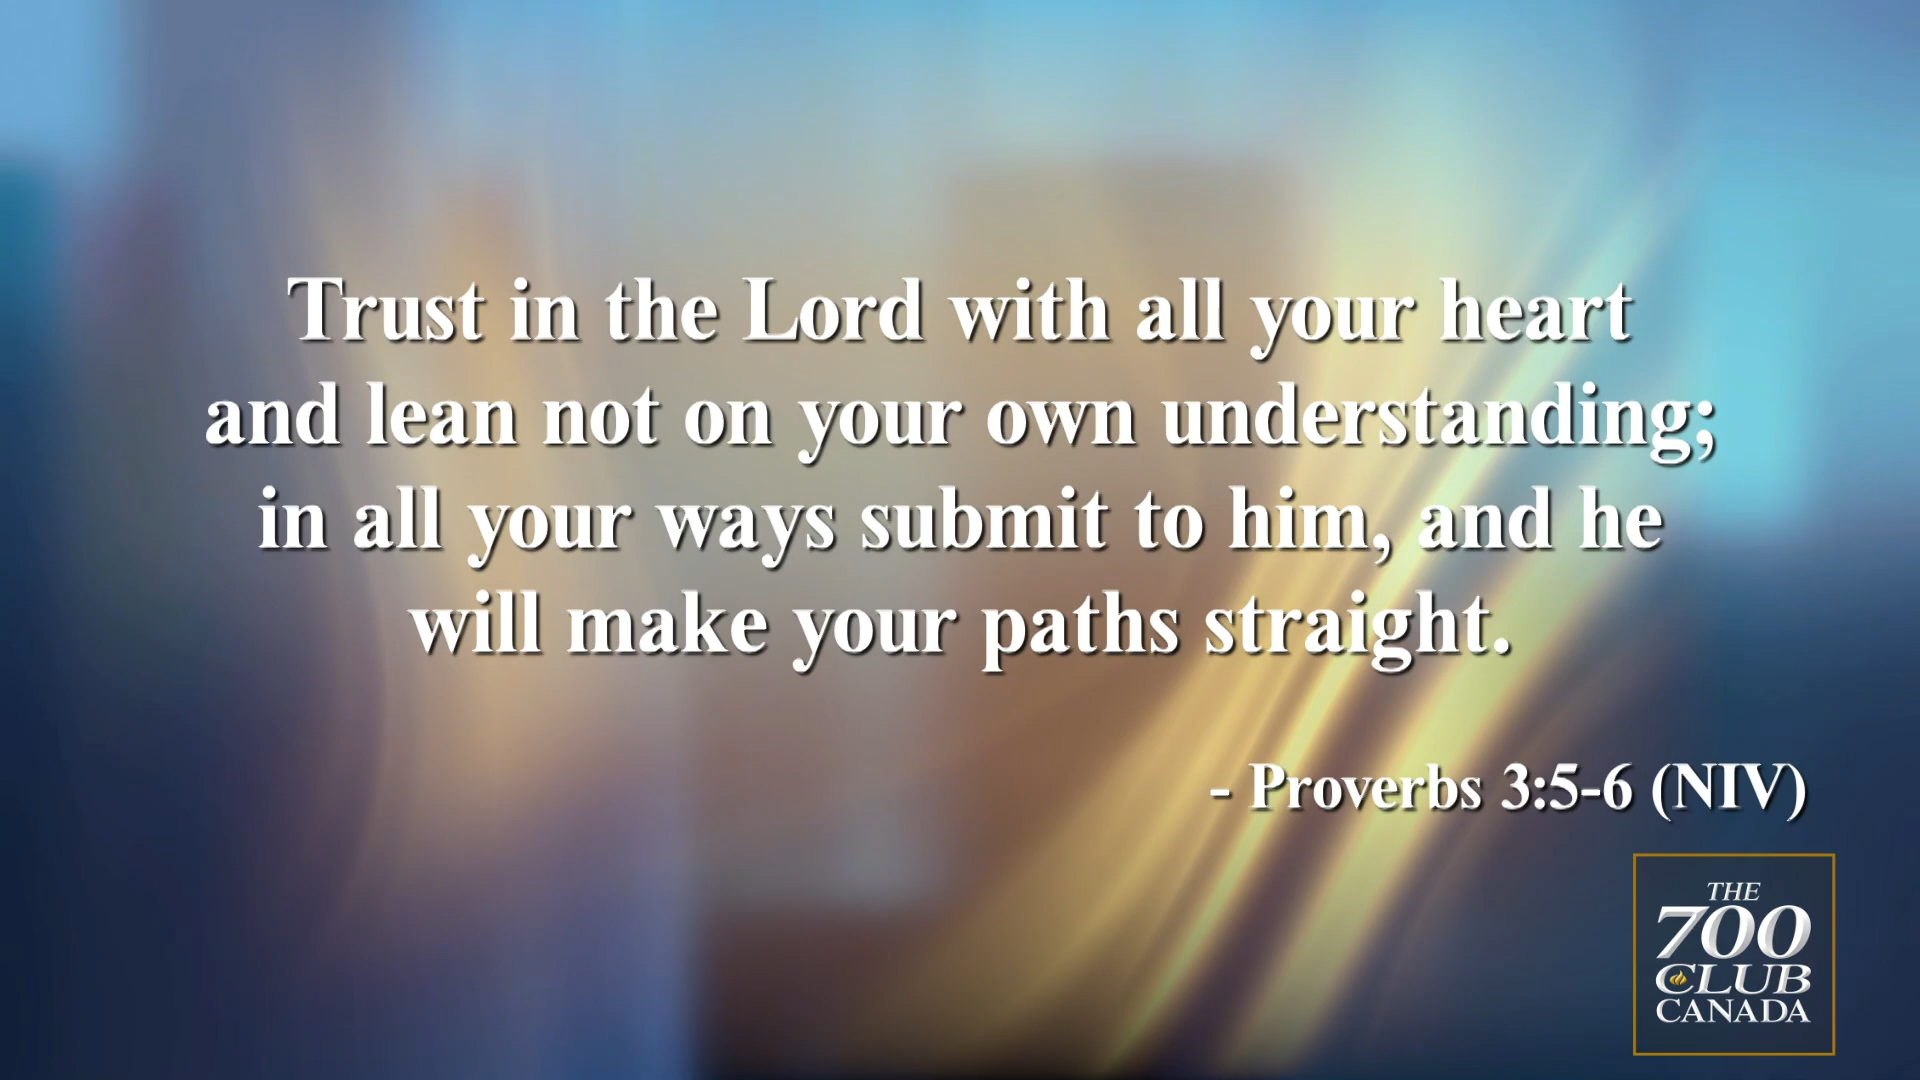 Trust in the Lord with all your heart
and lean not on your own understanding;
in all your ways submit to him, and he
will make your paths straight.
- Proverbs 3:5-6 (NIV)
THE
700
CLUB
CANADA